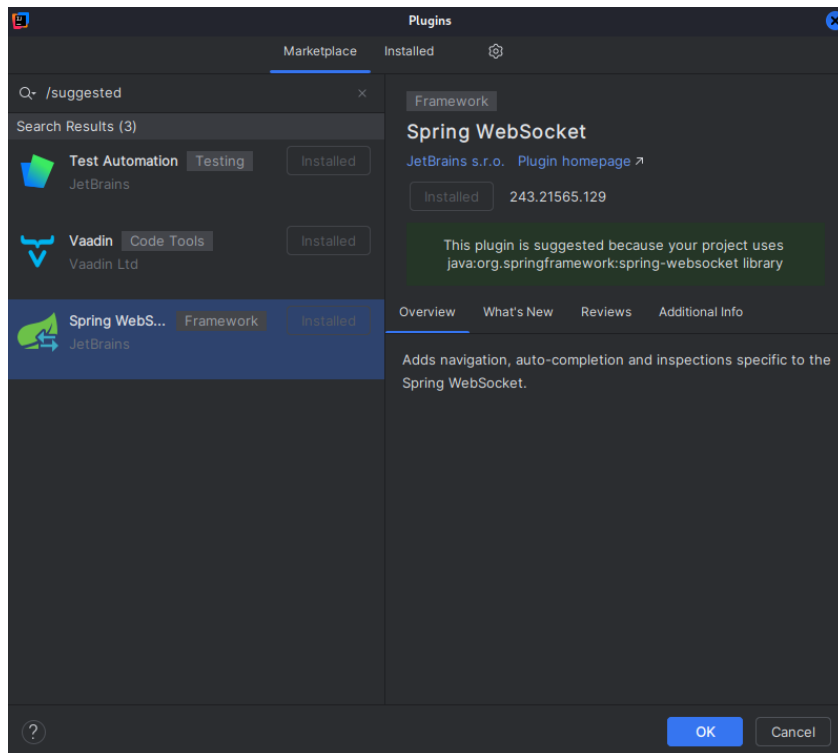 Plugins
Marketplace Installed
/suggested
Search Results (3)
Test Automation Testing Installed
JetBrains
Vaadin Code Tools Installed
Vaadin Ltd
Spring WebS... Framework Installed
JetBrains
Framework
Spring WebSocket
JetBrains s.r.o. Plugin homepage ↗
Installed 243.21565.129
This plugin is suggested because your project uses
java:org.springframework:spring-websocket library
Overview What's New Reviews Additional Info
Adds navigation, auto-completion and inspections specific to the
Spring WebSocket.
? OK Cancel